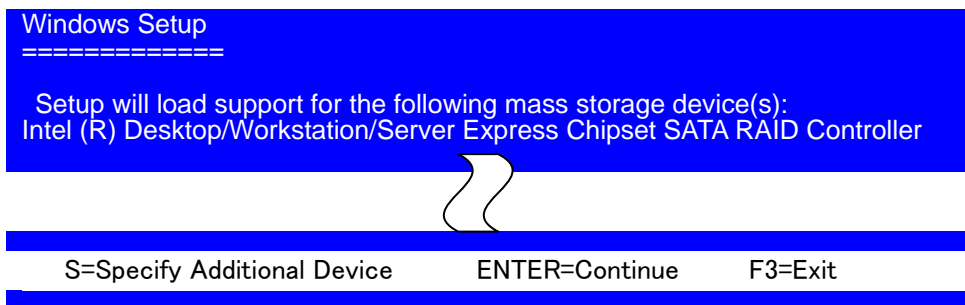 Windows Setup
=============
Setup will load support for the following mass storage device(s):
Intel (R) Desktop/Workstation/Server Express Chipset SATA RAID Controller
S=Specify Additional Device ENTER=Continue F3=Exit